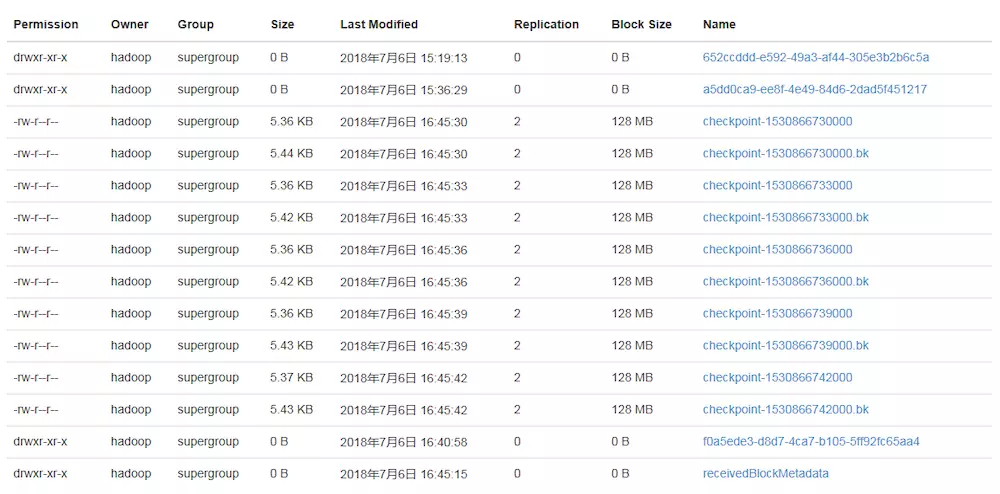 Permission Owner Group Size Last Modified Replication Block Size Name
drwxr-xr-x hadoop supergroup 0 B 2018年7月6日 15:19:13 0 0 B 652ccddd-e592-49a3-af44-305e3b2b6c5a
drwxr-xr-x hadoop supergroup 0 B 2018年7月6日 15:36:29 0 0 B a5dd0ca9-ee8f-4e49-84d6-2dad5f451217
-rw-r--r-- hadoop supergroup 5.36 KB 2018年7月6日 16:45:30 2 128 MB checkpoint-1530866730000
-rw-r--r-- hadoop supergroup 5.44 KB 2018年7月6日 16:45:30 2 128 MB checkpoint-1530866730000.bk
-rw-r--r-- hadoop supergroup 5.36 KB 2018年7月6日 16:45:33 2 128 MB checkpoint-1530866733000
-rw-r--r-- hadoop supergroup 5.42 KB 2018年7月6日 16:45:33 2 128 MB checkpoint-1530866733000.bk
-rw-r--r-- hadoop supergroup 5.36 KB 2018年7月6日 16:45:36 2 128 MB checkpoint-1530866736000
-rw-r--r-- hadoop supergroup 5.42 KB 2018年7月6日 16:45:36 2 128 MB checkpoint-1530866736000.bk
-rw-r--r-- hadoop supergroup 5.36 KB 2018年7月6日 16:45:39 2 128 MB checkpoint-1530866739000
-rw-r--r-- hadoop supergroup 5.43 KB 2018年7月6日 16:45:39 2 128 MB checkpoint-1530866739000.bk
-rw-r--r-- hadoop supergroup 5.37 KB 2018年7月6日 16:45:42 2 128 MB checkpoint-1530866742000
-rw-r--r-- hadoop supergroup 5.43 KB 2018年7月6日 16:45:42 2 128 MB checkpoint-1530866742000.bk
drwxr-xr-x hadoop supergroup 0 B 2018年7月6日 16:40:58 0 0 B f0a5ede3-d8d7-4ca7-b105-5ff92fc65aa4
drwxr-xr-x hadoop supergroup 0 B 2018年7月6日 16:45:15 0 0 B receivedBlockMetadata